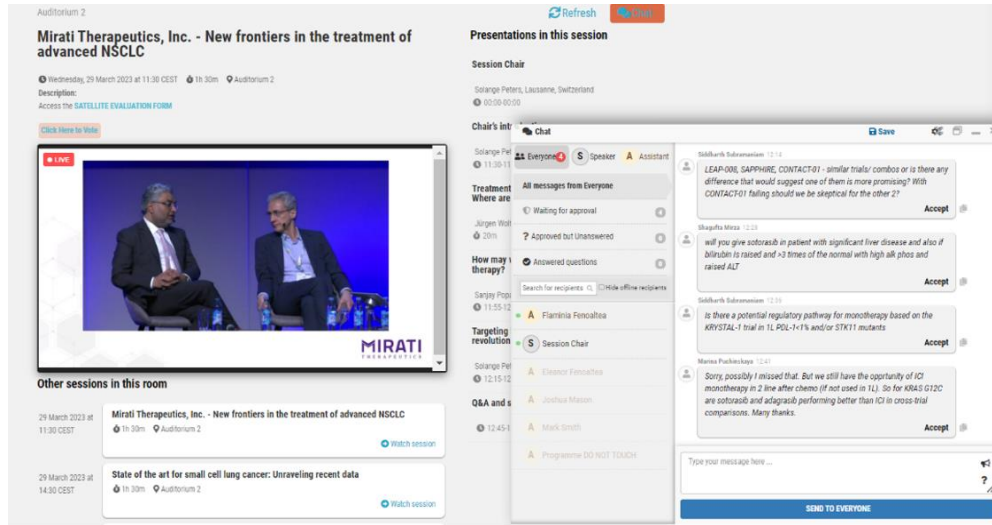 Auditorium 2
Mirati Therapeutics, Inc. - New frontiers in the treatment of
advanced NSCLC
Wednesday, 29 March 2023 at 11:30 CEST 1h 30m Auditorium 2
Description:
Access the SATELLITE EVALUATION FORM
Click Here to Vote
LIVE
MIRATI
THERAPEUTICS
Other sessions in this room
29 March 2023 at
11:30 CEST
Mirati Therapeutics, Inc. - New frontiers in the treatment of advanced NSCLC
1h 30m Auditorium 2
Watch session
29 March 2023 at
14:30 CEST
State of the art for small cell lung cancer: Unraveling recent data
1h 30m Auditorium 2
Watch session
Refresh
Chat
Presentations in this session
Session Chair
Solange Peters, Lausanne, Switzerland
00:00-00:00
Chair's
Solange
11:30-11
Treatment
Where are
Jürgen
20m
How may
therapy?
Sanjay
11:55-12
Targeting
revolution
Solange
12:15-12
Q&A and s
12:45-1
Chat
Save
Everyone 4
S Speaker
A Assistant
All messages from Everyone
Waiting for approval 4
? Approved but Unanswered 0
Answered questions 0
Search for recipients
Hide offline recipients
A Flaminia Fenoaltea
S Session Chair
A Eleonor Fenoaltea
A Joshua Mason
A Mark Smith
A Programme DO NOT TOUCH
Siddharth Subramanian 12:14
LEAP-008, SAPPHIRE, CONTACT-01 - similar trials/ combos or is there any
difference that would suggest one of them is more promising? With
CONTACT-01 failing should we be skeptical for the other 2?
Accept
Shagufta Mirza 12:28
will you give sotorasib in patient with significant liver disease and also if
bilirubin is raised and >3 times of the normal with high alk phos and
raised ALT
Accept
Siddharth Subramanian 12:36
Is there a potential regulatory pathway for monotherapy based on the
KRYSTAL-1 trial in 1L PDL-1<1% and/or STK11 mutants
Accept
Marina 12:41
Sorry, possibly I missed that. But we still have the opprtunity of ICI
monotherapy in 2 line after chemo (if not used in 1L). So for KRAS G12C
are sotorasib and adagrasib performing better than ICI in cross-trial
comparisons. Many thanks.
Accept
Type your message here ...
?
SEND TO EVERYONE